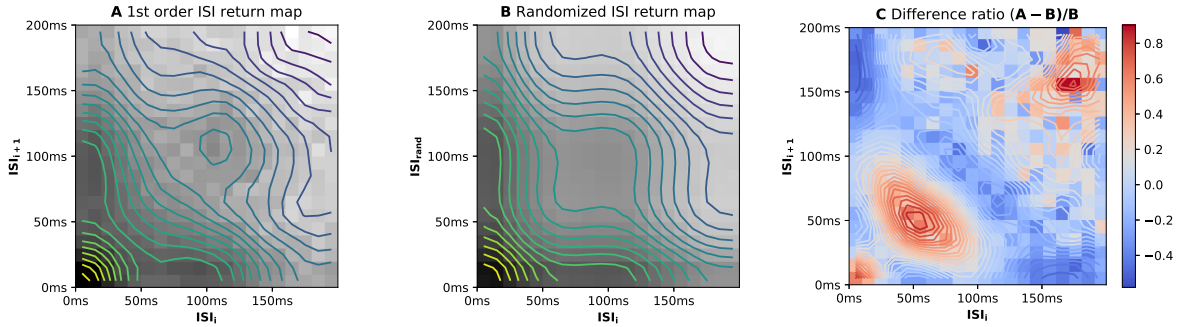 A 1st order ISI return map
200ms
150ms
100ms
50ms
0ms
ISIi+1
0ms 50ms 100ms 150ms
ISIi
B Randomized ISI return map
200ms
150ms
100ms
50ms
0ms
ISIrand
0ms 50ms 100ms 150ms
ISIi
C Difference ratio (A − B)/B
200ms
150ms
100ms
50ms
0ms
ISIi+1
0ms 50ms 100ms 150ms
ISIi
0.8
0.6
0.4
0.2
0.0
−0.2
−0.4